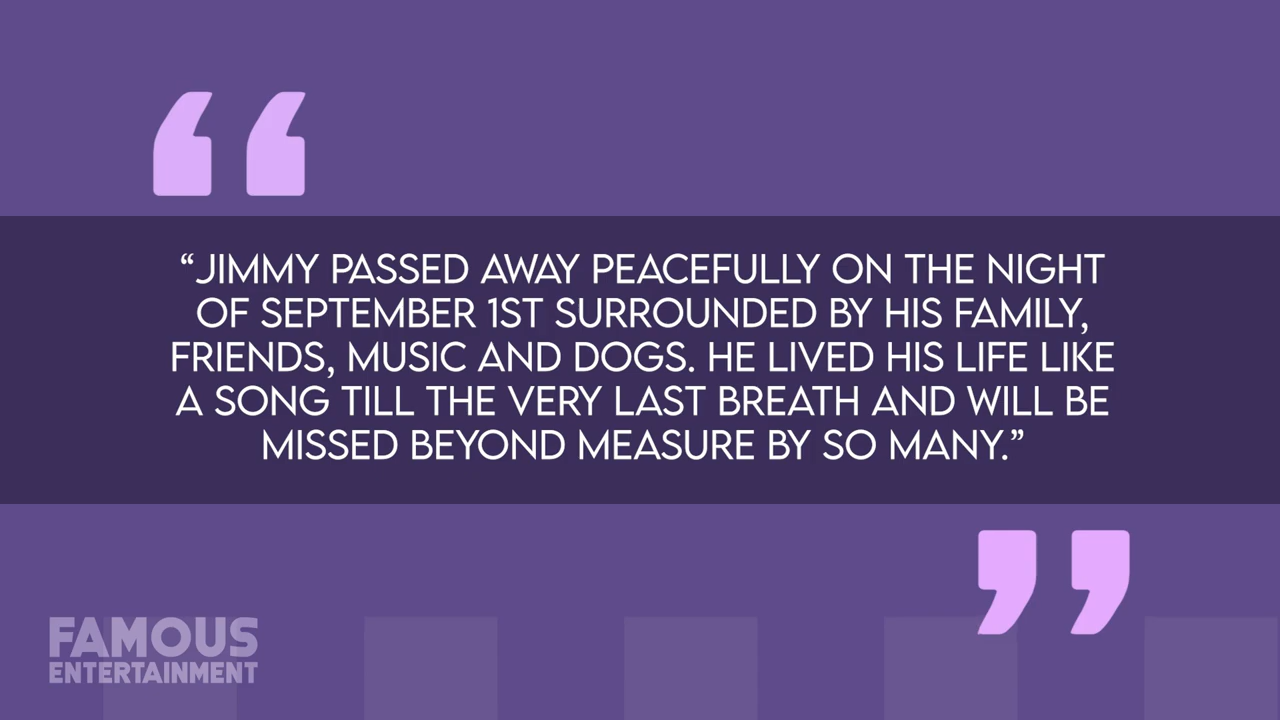 “JIMMY PASSED AWAY PEACEFULLY ON THE NIGHT
OF SEPTEMBER 1ST SURROUNDED BY HIS FAMILY,
FRIENDS, MUSIC AND DOGS. HE LIVED HIS LIFE LIKE
A SONG TILL THE VERY LAST BREATH AND WILL BE
MISSED BEYOND MEASURE BY SO MANY.”
FAMOUS
ENTERTAINMENT